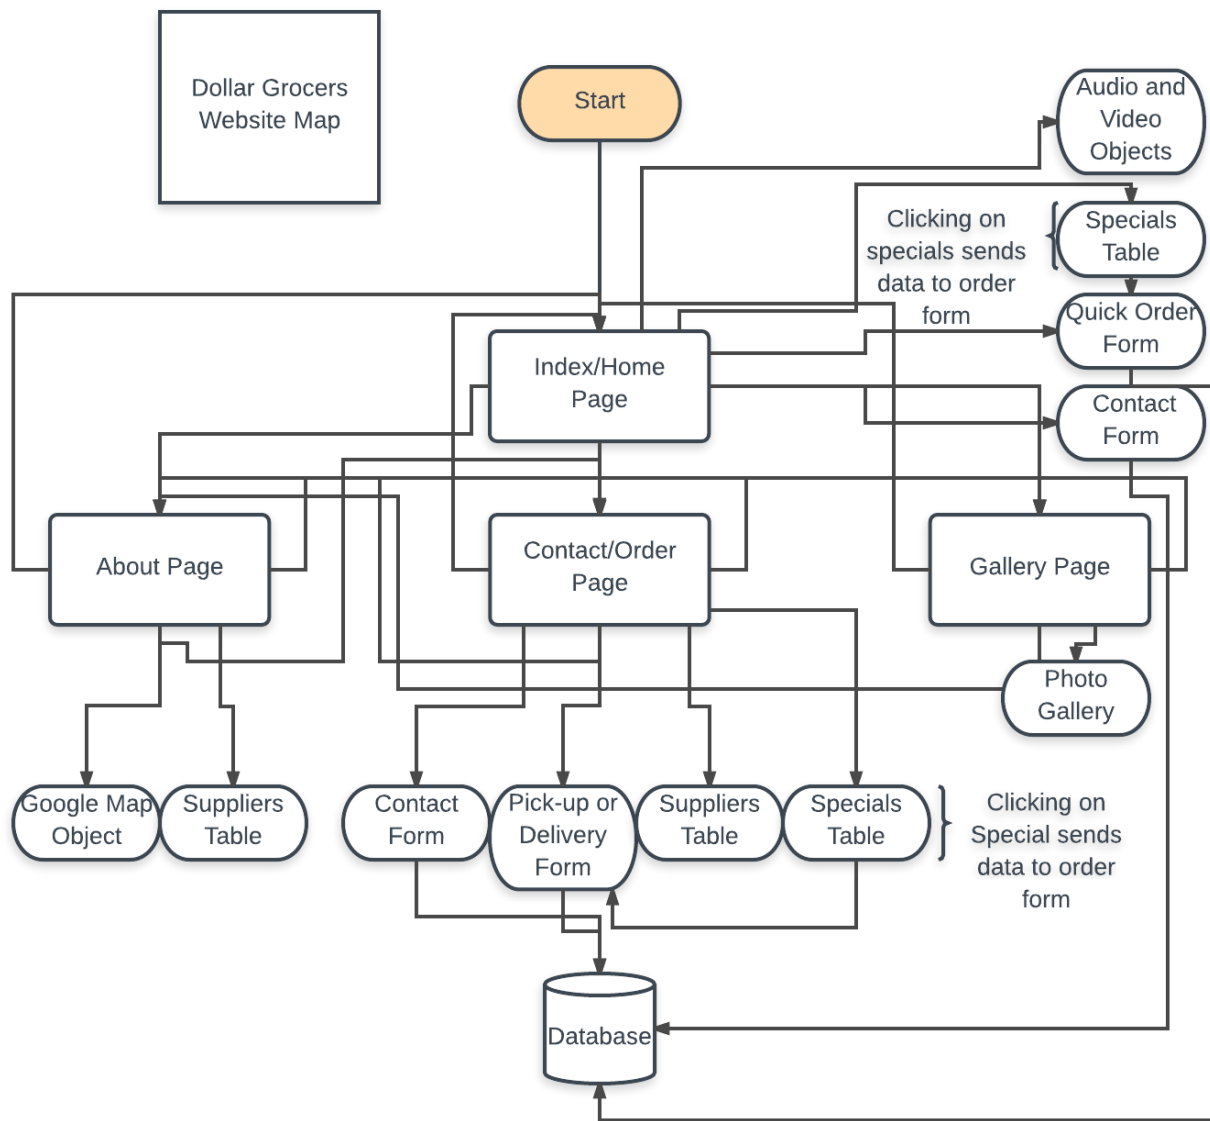 Dollar Grocers
Website Map
Start
Audio and
Video
Objects
Clicking on
specials sends
data to order
form
Specials
Table
Quick Order
Form
Index/Home
Page
Contact
Form
About Page
Contact/Order
Page
Gallery Page
Photo
Gallery
Google Map
Object
Suppliers
Table
Contact
Form
Pick-up or
Delivery
Form
Suppliers
Table
Specials
Table
Clicking on
Special sends
data to order
form
Database